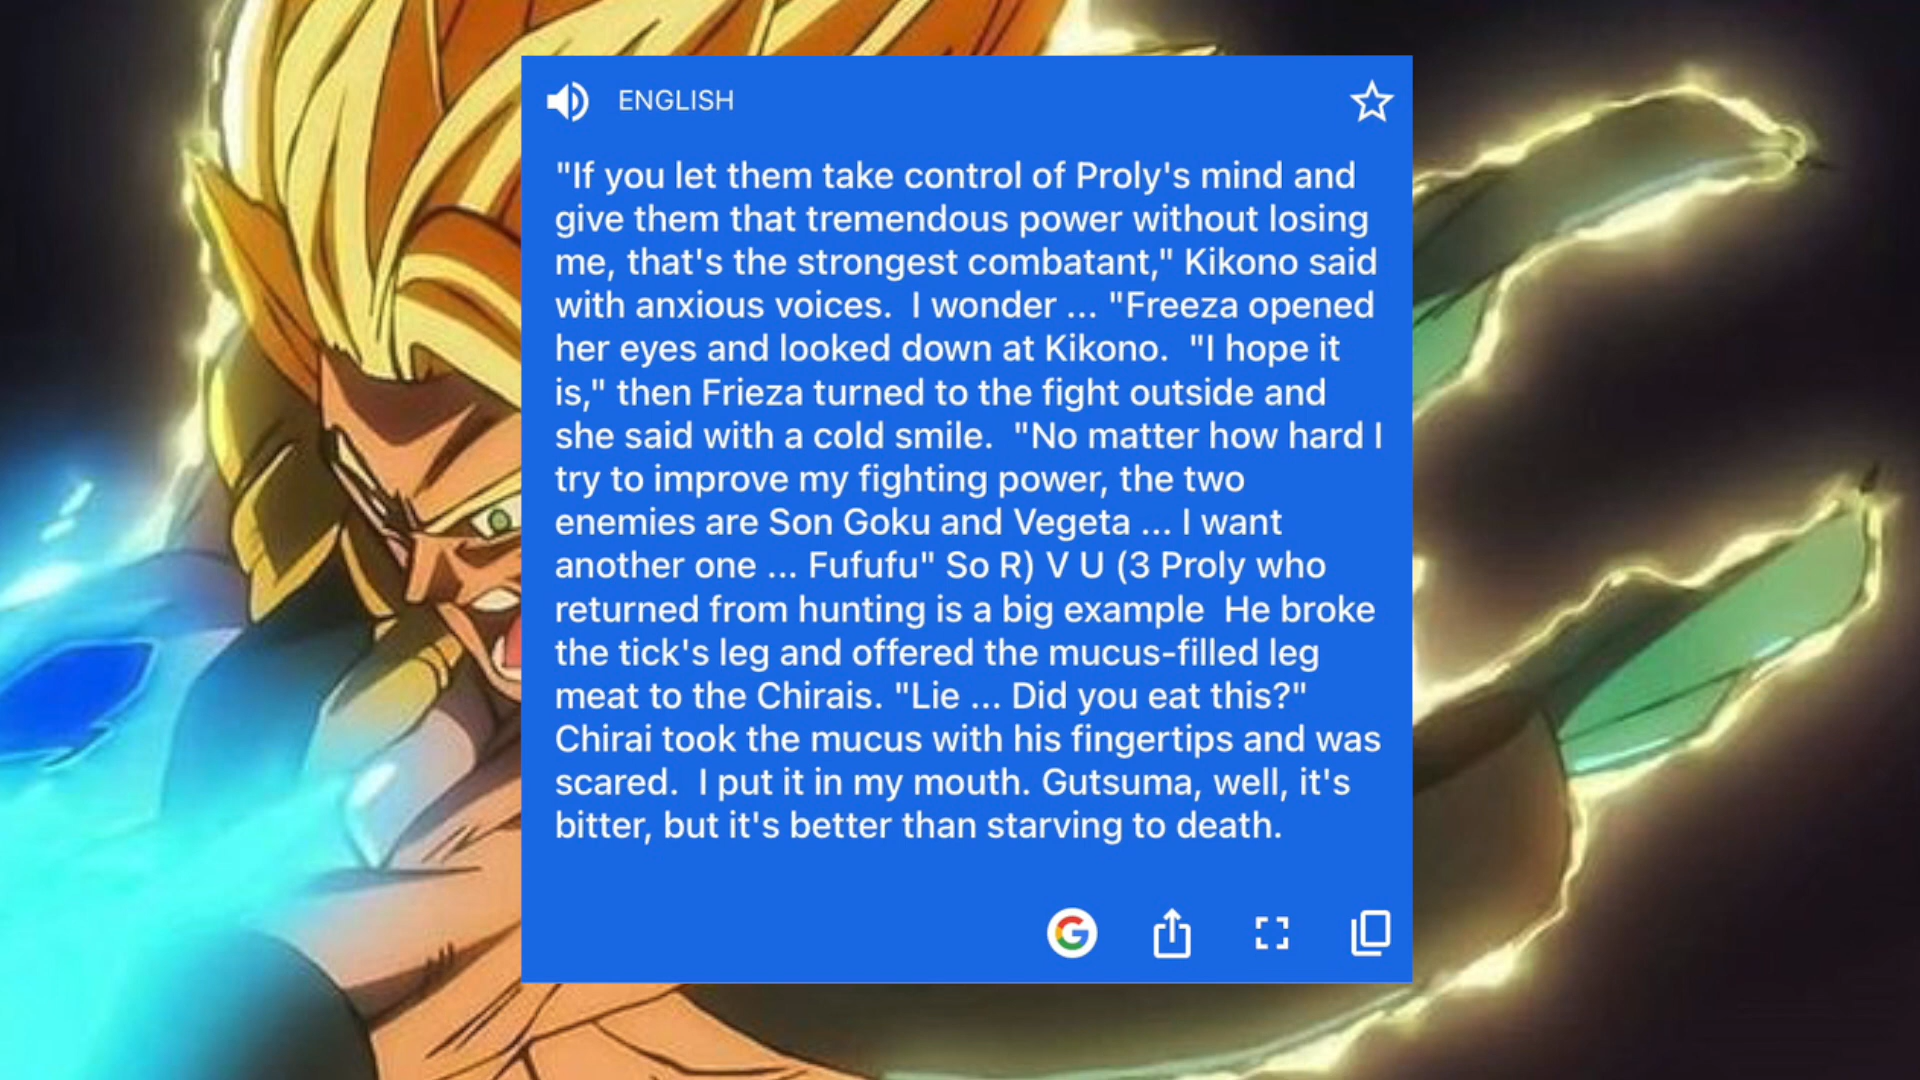 ENGLISH
"If you let them take control of Proly's mind and
give them that tremendous power without losing
me, that's the strongest combatant," Kikono said
with anxious voices.  I wonder ... "Freeza opened
her eyes and looked down at Kikono.  "I hope it
is," then Frieza turned to the fight outside and
she said with a cold smile.  "No matter how hard I
try to improve my fighting power, the two
enemies are Son Goku and Vegeta ... I want
another one ... Fufufu" So R) V U (3 Proly who
returned from hunting is a big example  He broke
the tick's leg and offered the mucus-filled leg
meat to the Chirais. "Lie ... Did you eat this?"
Chirai took the mucus with his fingertips and was
scared.  I put it in my mouth. Gutsuma, well, it's
bitter, but it's better than starving to death.
G